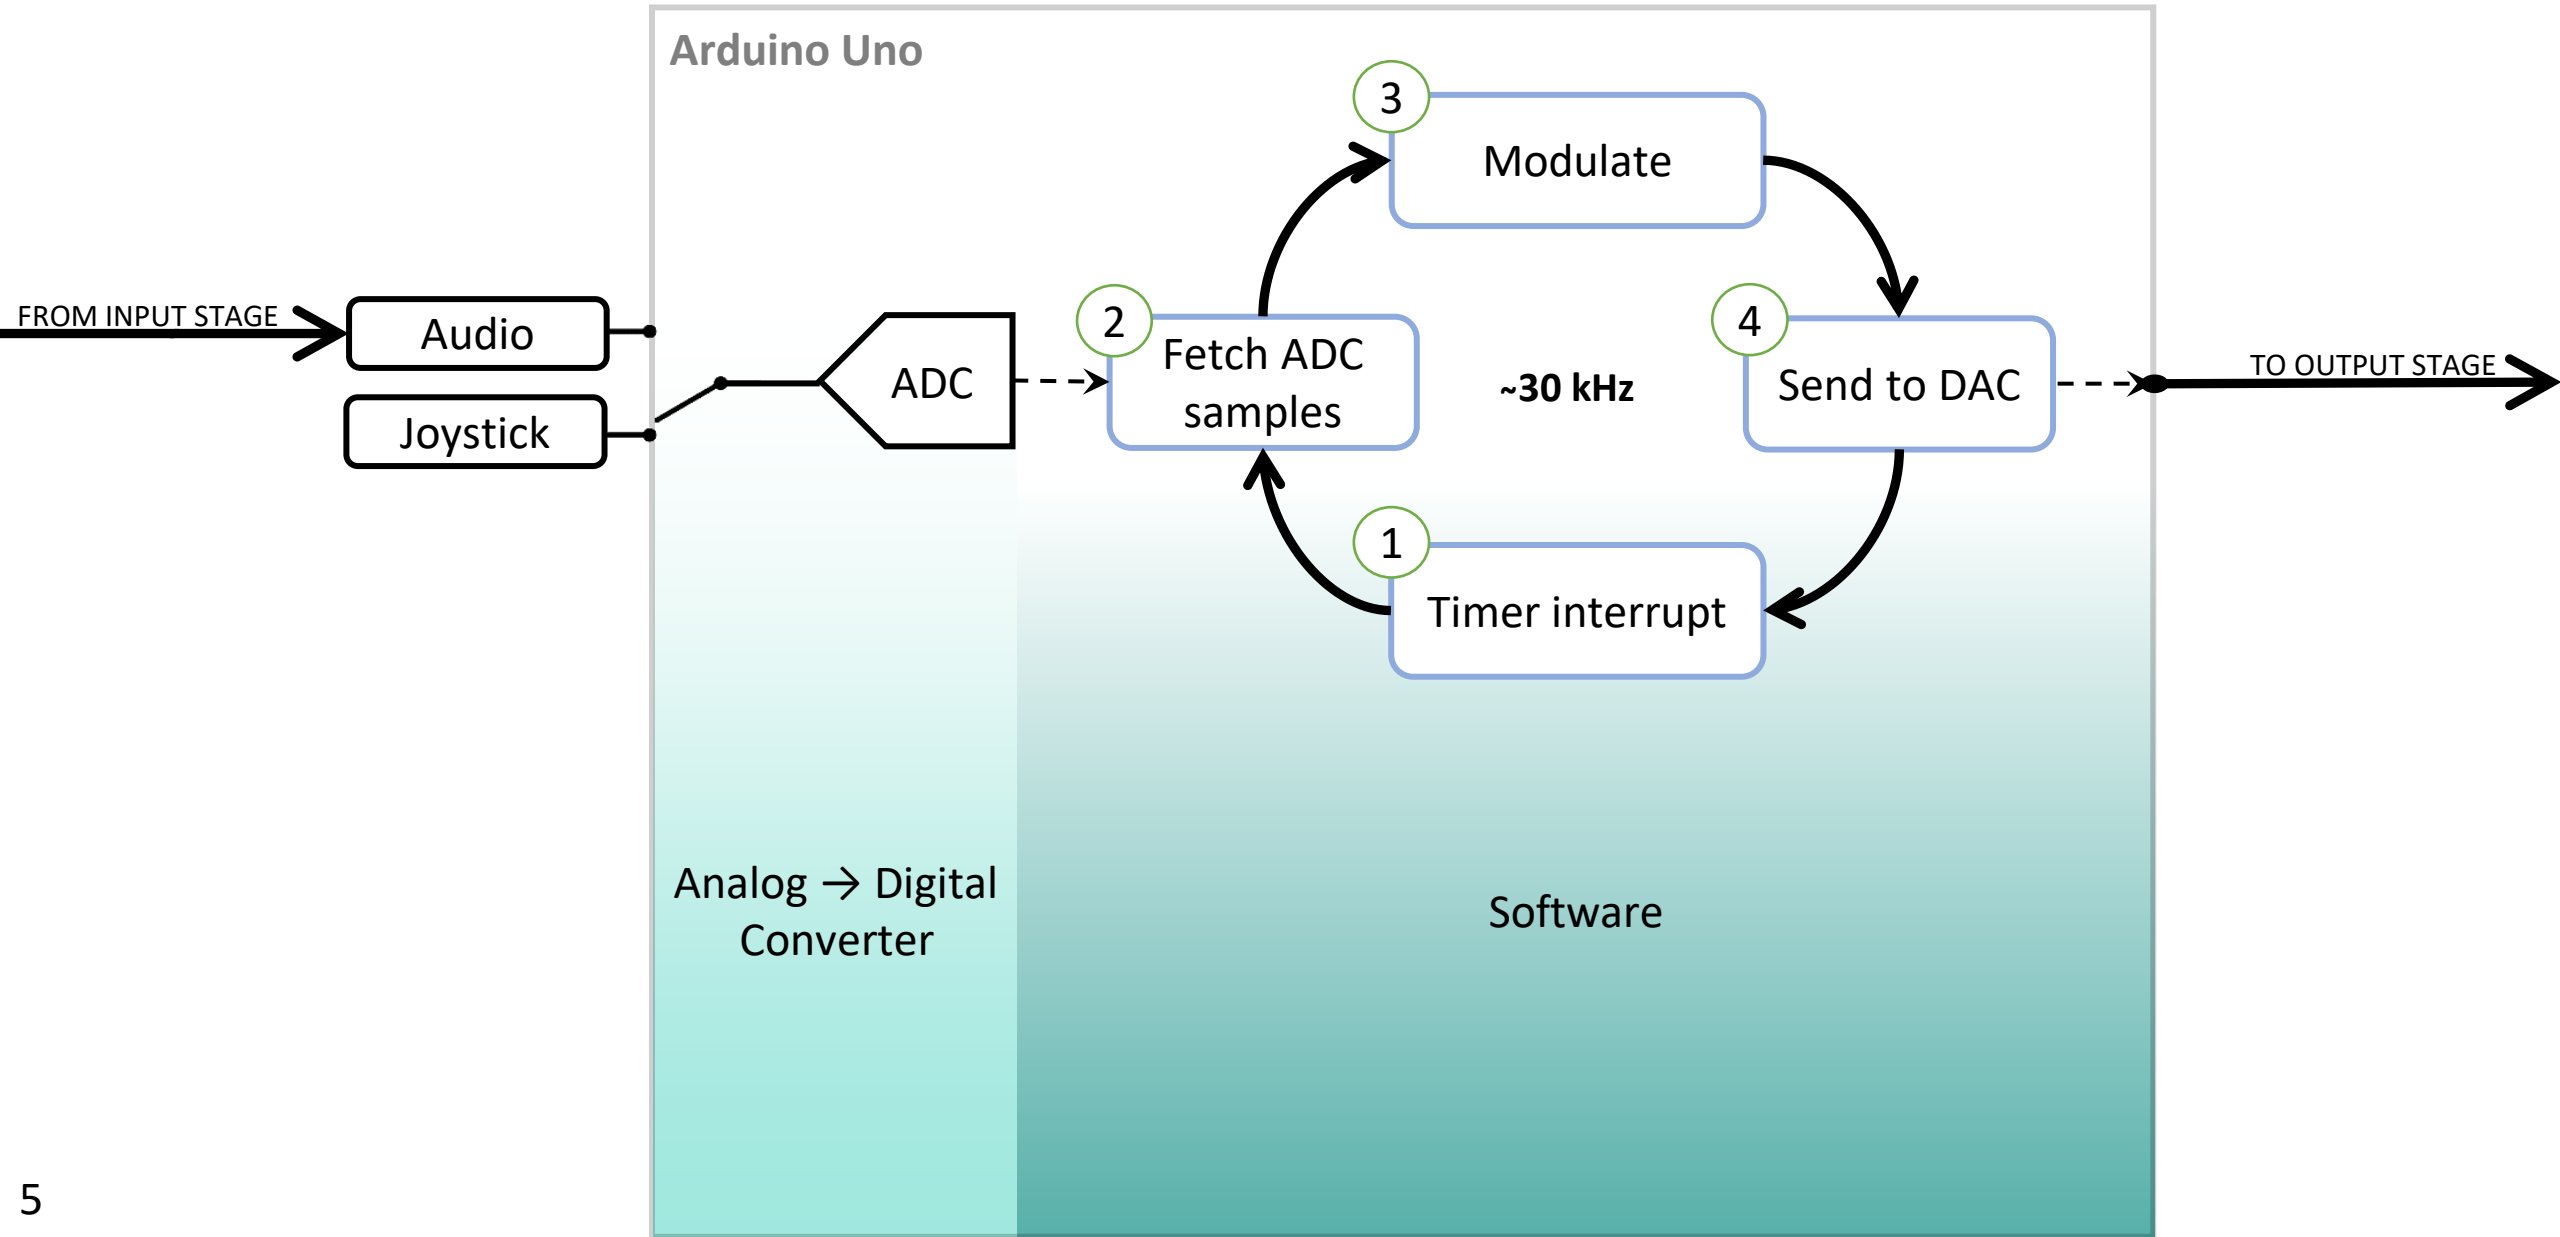 Arduino Uno
3
Modulate
FROM INPUT STAGE
Audio
Joystick
ADC
2
Fetch ADC
samples
~30 kHz
4
Send to DAC
TO OUTPUT STAGE
1
Timer interrupt
Analog → Digital
Converter
Software
5